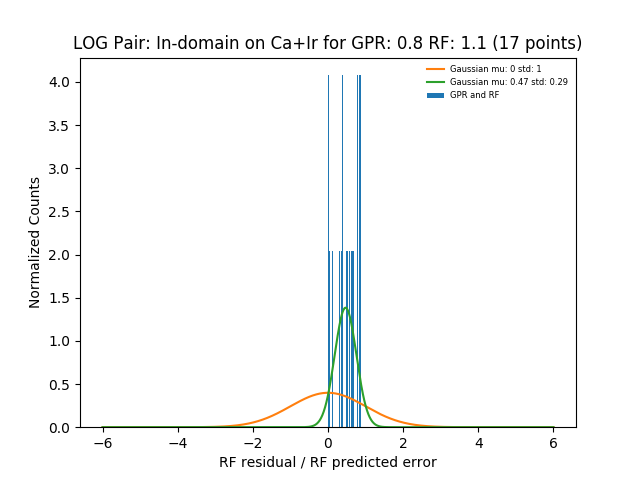 LOG Pair: In-domain on Ca+Ir for GPR: 0.8 RF: 1.1 (17 points)
Gaussian mu: 0 std: 1
Gaussian mu: 0.47 std: 0.29
GPR and RF
Normalized Counts
4.0
3.5
3.0
2.5
2.0
1.5
1.0
0.5
0.0
−6 −4 −2 0 2 4 6
RF residual / RF predicted error